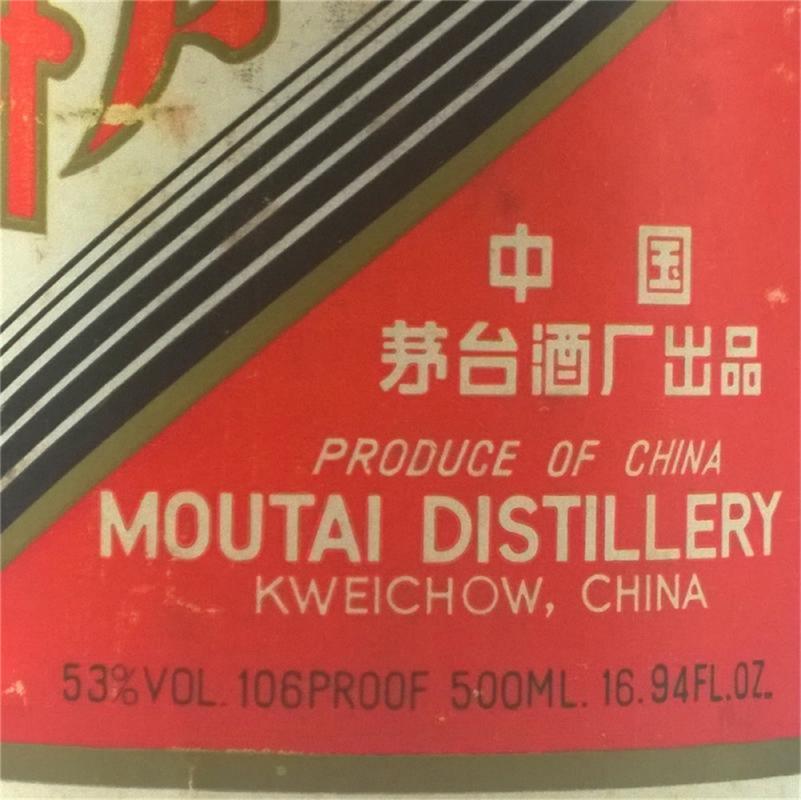 中国
茅台酒厂出品
PRODUCE OF CHINA
MOUTAI DISTILLERY
KWEICHOW, CHINA
53%VOL. 106PROOF 500ML. 16.94FL.OZ.